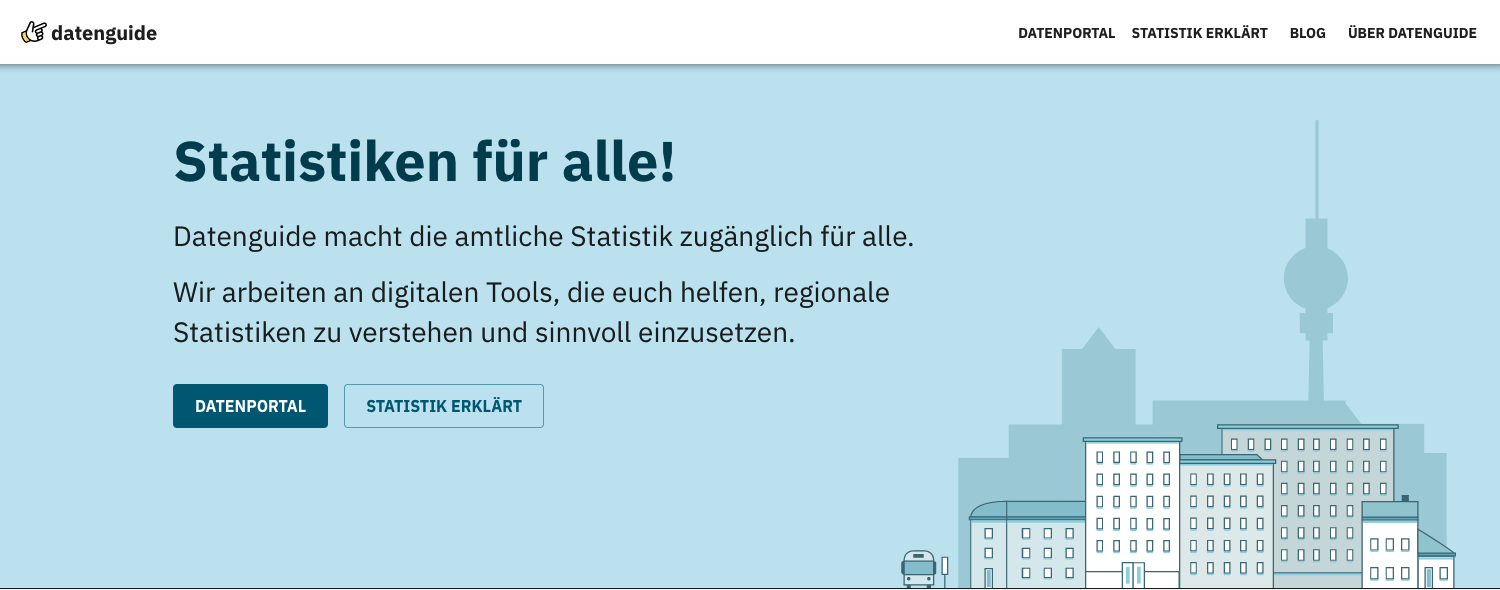 datenguide
DATENPORTAL STATISTIK ERKLÄRT BLOG ÜBER DATENGUIDE
Statistiken für alle!
Datenguide macht die amtliche Statistik zugänglich für alle.
Wir arbeiten an digitalen Tools, die euch helfen, regionale
Statistiken zu verstehen und sinnvoll einzusetzen.
DATENPORTAL STATISTIK ERKLÄRT